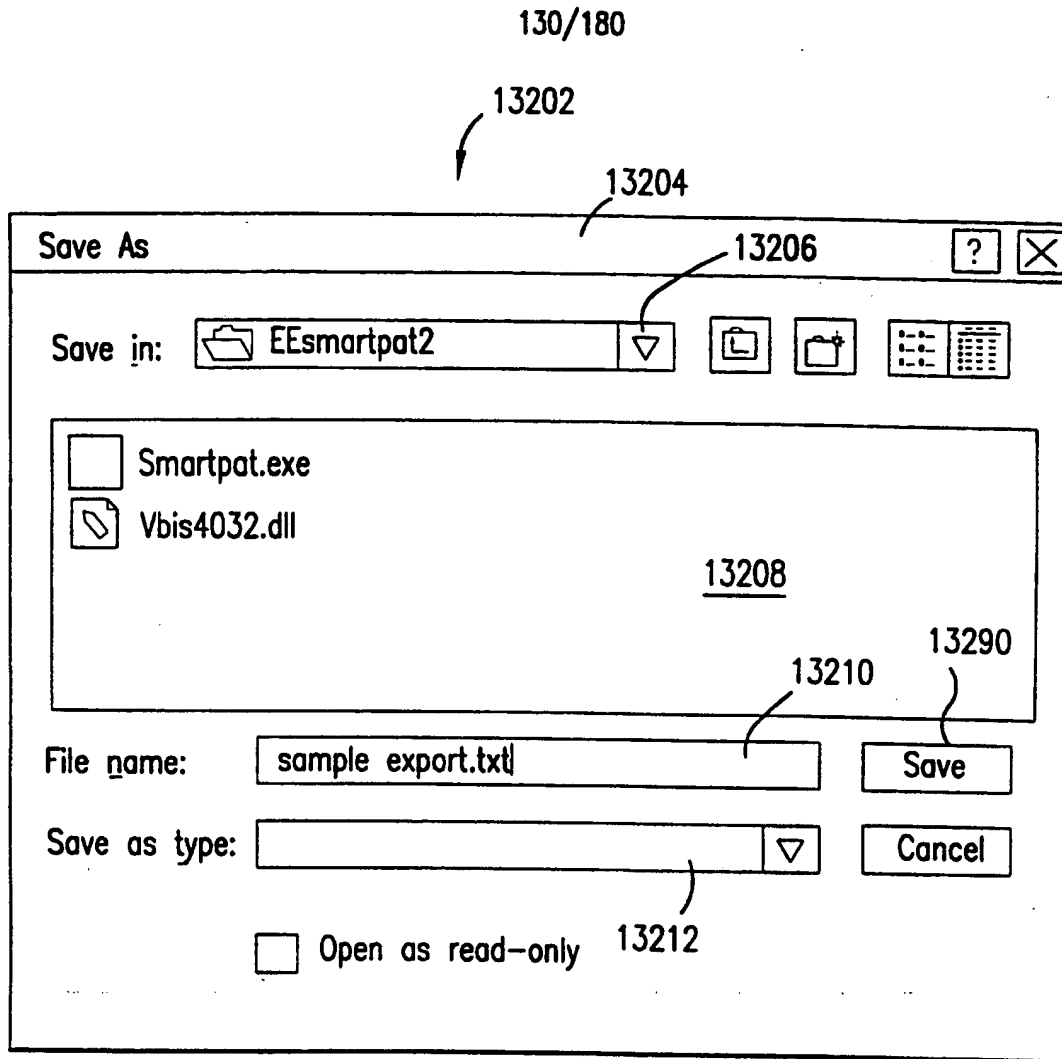 130/180
13202
13204
Save As
13206
?
Save in:
EEsmartpat2
Smartpat.exe
Vbis4032.dll
13208
13290
13210
File name:
sample export.txt
Save
Save as type:
Cancel
13212
Open as read-only